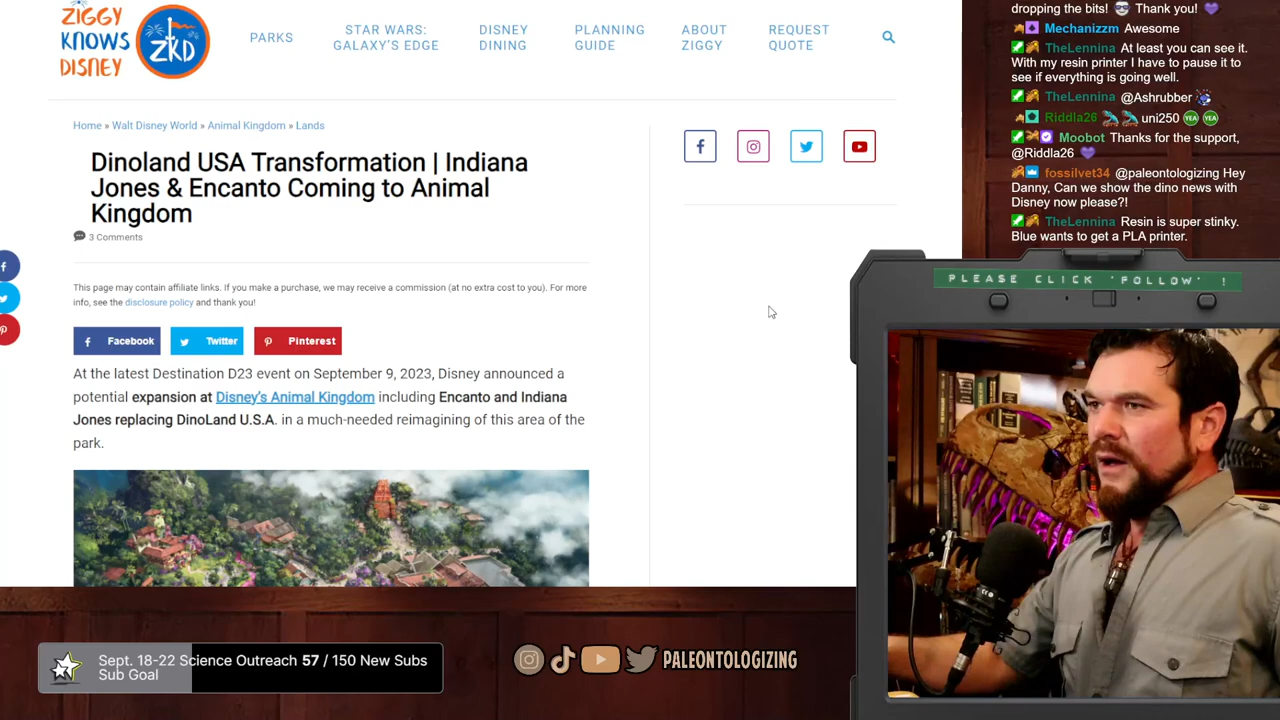 ZIGGY
KNOWS
DISNEY
ZKD
PARKS
STAR WARS:
GALAXY'S EDGE
DISNEY
DINING
PLANNING
GUIDE
ABOUT
ZIGGY
REQUEST
QUOTE
Home » Walt Disney World » Animal Kingdom » Lands
Dinoland USA Transformation | Indiana
Jones & Encanto Coming to Animal
Kingdom
3 Comments
This page may contain affiliate links. If you make a purchase, we may receive a commission (at no extra cost to you). For more
info, see the disclosure policy and thank you!
Facebook
Twitter
Pinterest
At the latest Destination D23 event on September 9, 2023, Disney announced a
potential expansion at Disney's Animal Kingdom including Encanto and Indiana
Jones replacing DinoLand U.S.A. in a much-needed reimagining of this area of the
park.
dropping the bits! Thank you!
Mechanizzm Awesome
TheLennina At least you can see it.
With my resin printer I have to pause it to
see if everything is going well.
TheLennina @Ashrubber
Riddla26 uni250 YEA YEA
Moobot Thanks for the support,
@Riddla26
fossilvet34 @paleontologizing Hey
Danny, Can we show the dino news with
Disney now please?!
TheLennina Resin is super stinky.
Blue wants to get a PLA printer.
PLEASE CLICK 'FOLLOW' !
Sept. 18-22 Science Outreach 57 / 150 New Subs
Sub Goal
PALEONTOLOGIZING